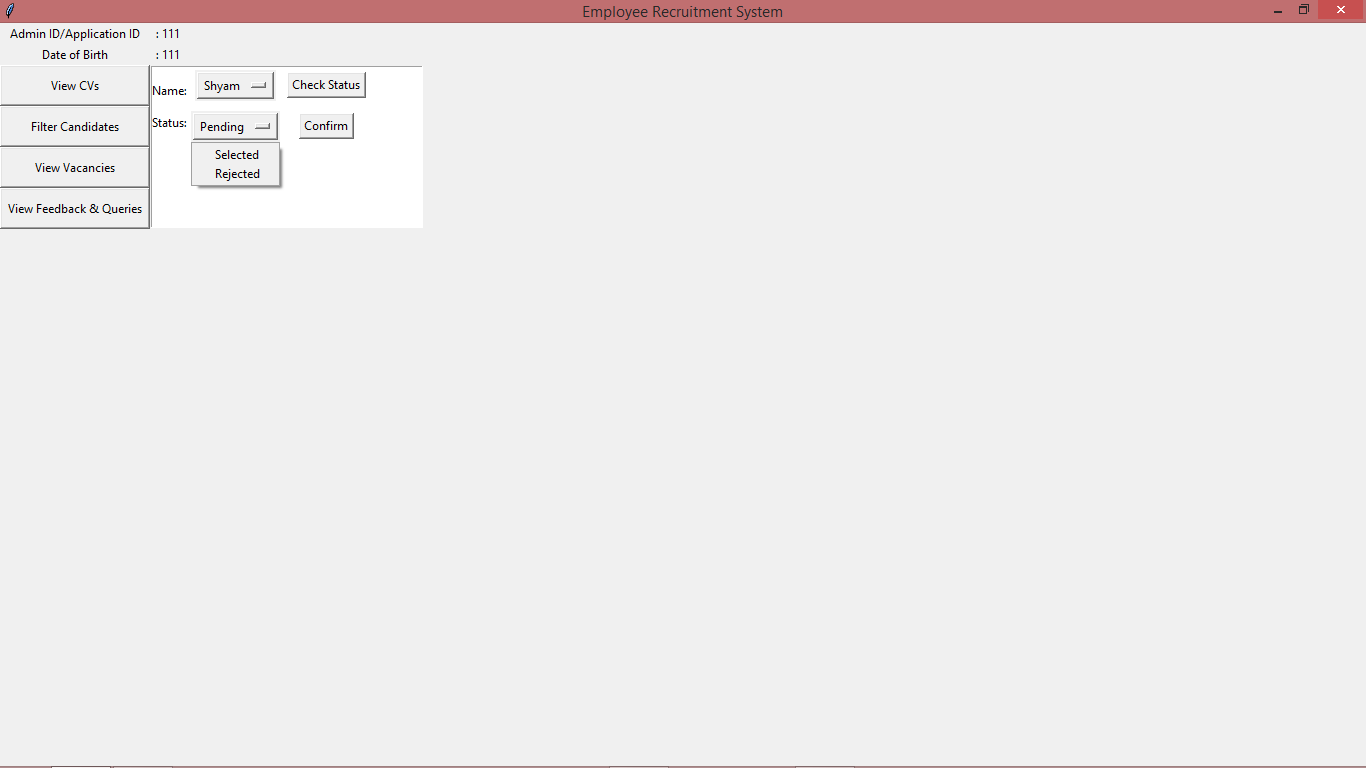 Employee Recruitment System
Admin ID/Application ID : 111
Date of Birth : 111
View CVs
Filter Candidates
View Vacancies
View Feedback & Queries
Name: Shyam Check Status
Status: Pending Confirm
Selected
Rejected